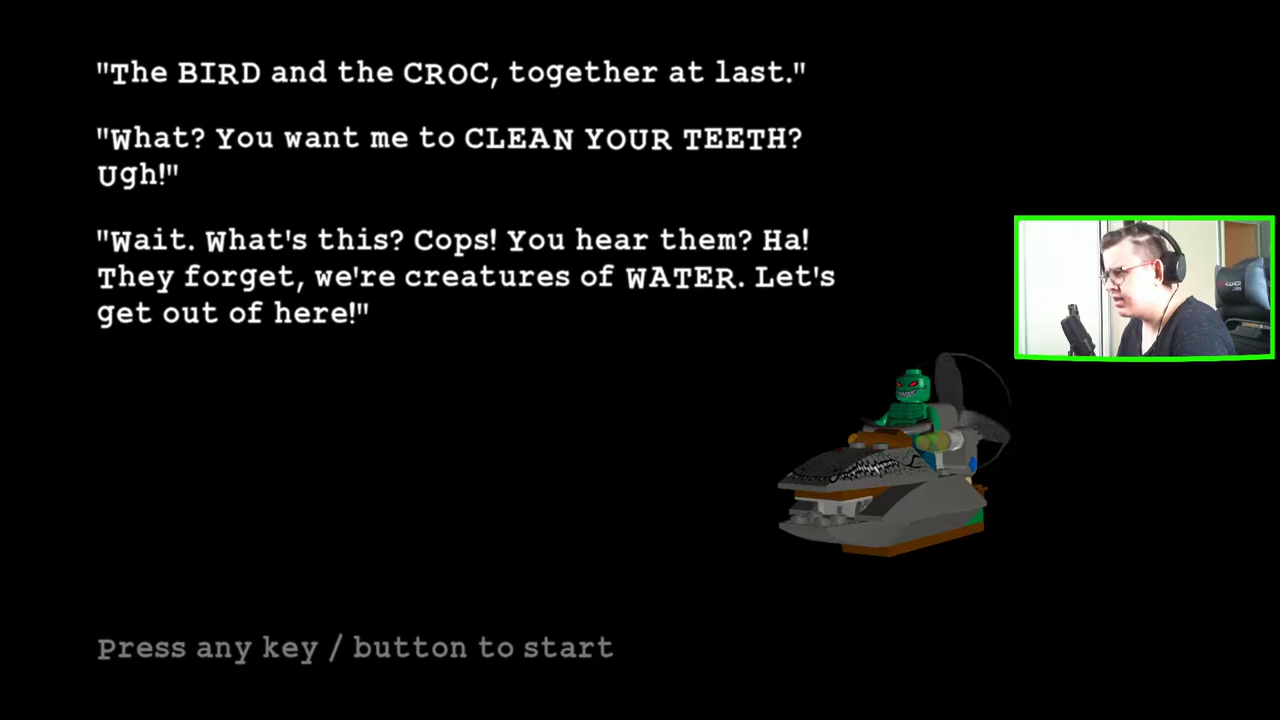 "The BIRD and the CROC, together at last."
"What? You want me to CLEAN YOUR TEETH?
Ugh!"
"Wait. What's this? Cops! You hear them? Ha!
They forget, we're creatures of WATER. Let's
get out of here!"
Press any key / button to start